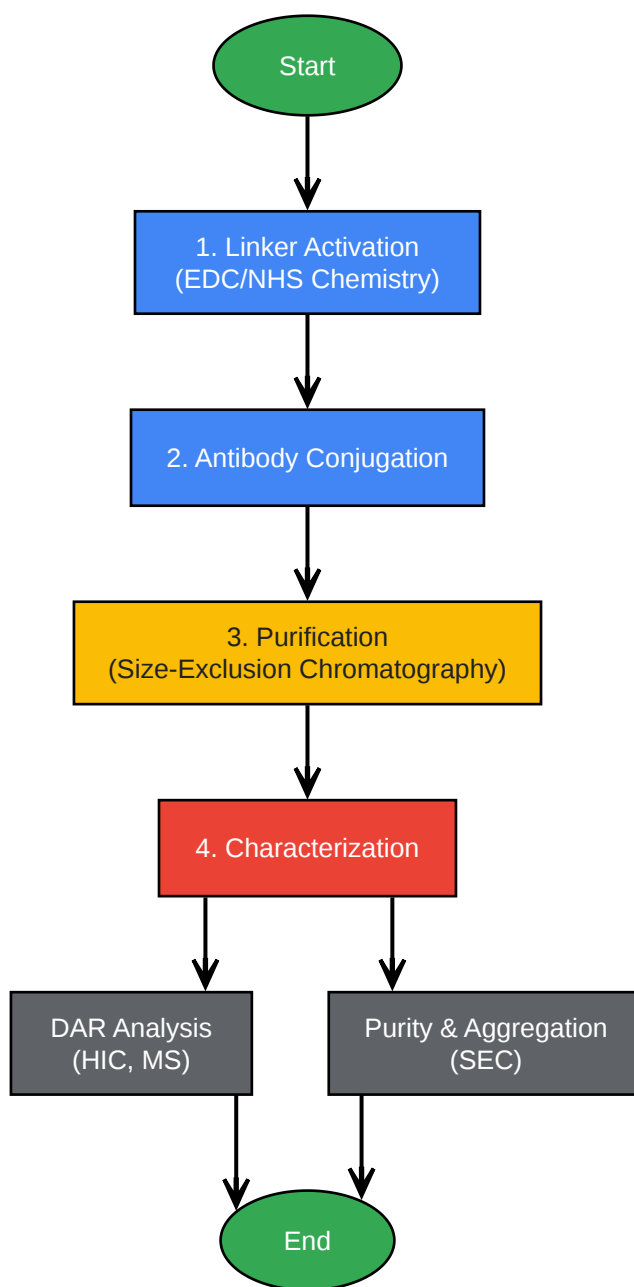 Start
1. Linker Activation
(EDC/NHS Chemistry)
2. Antibody Conjugation
3. Purification
(Size-Exclusion Chromatography)
4. Characterization
DAR Analysis
(HIC, MS)
Purity & Aggregation
(SEC)
End